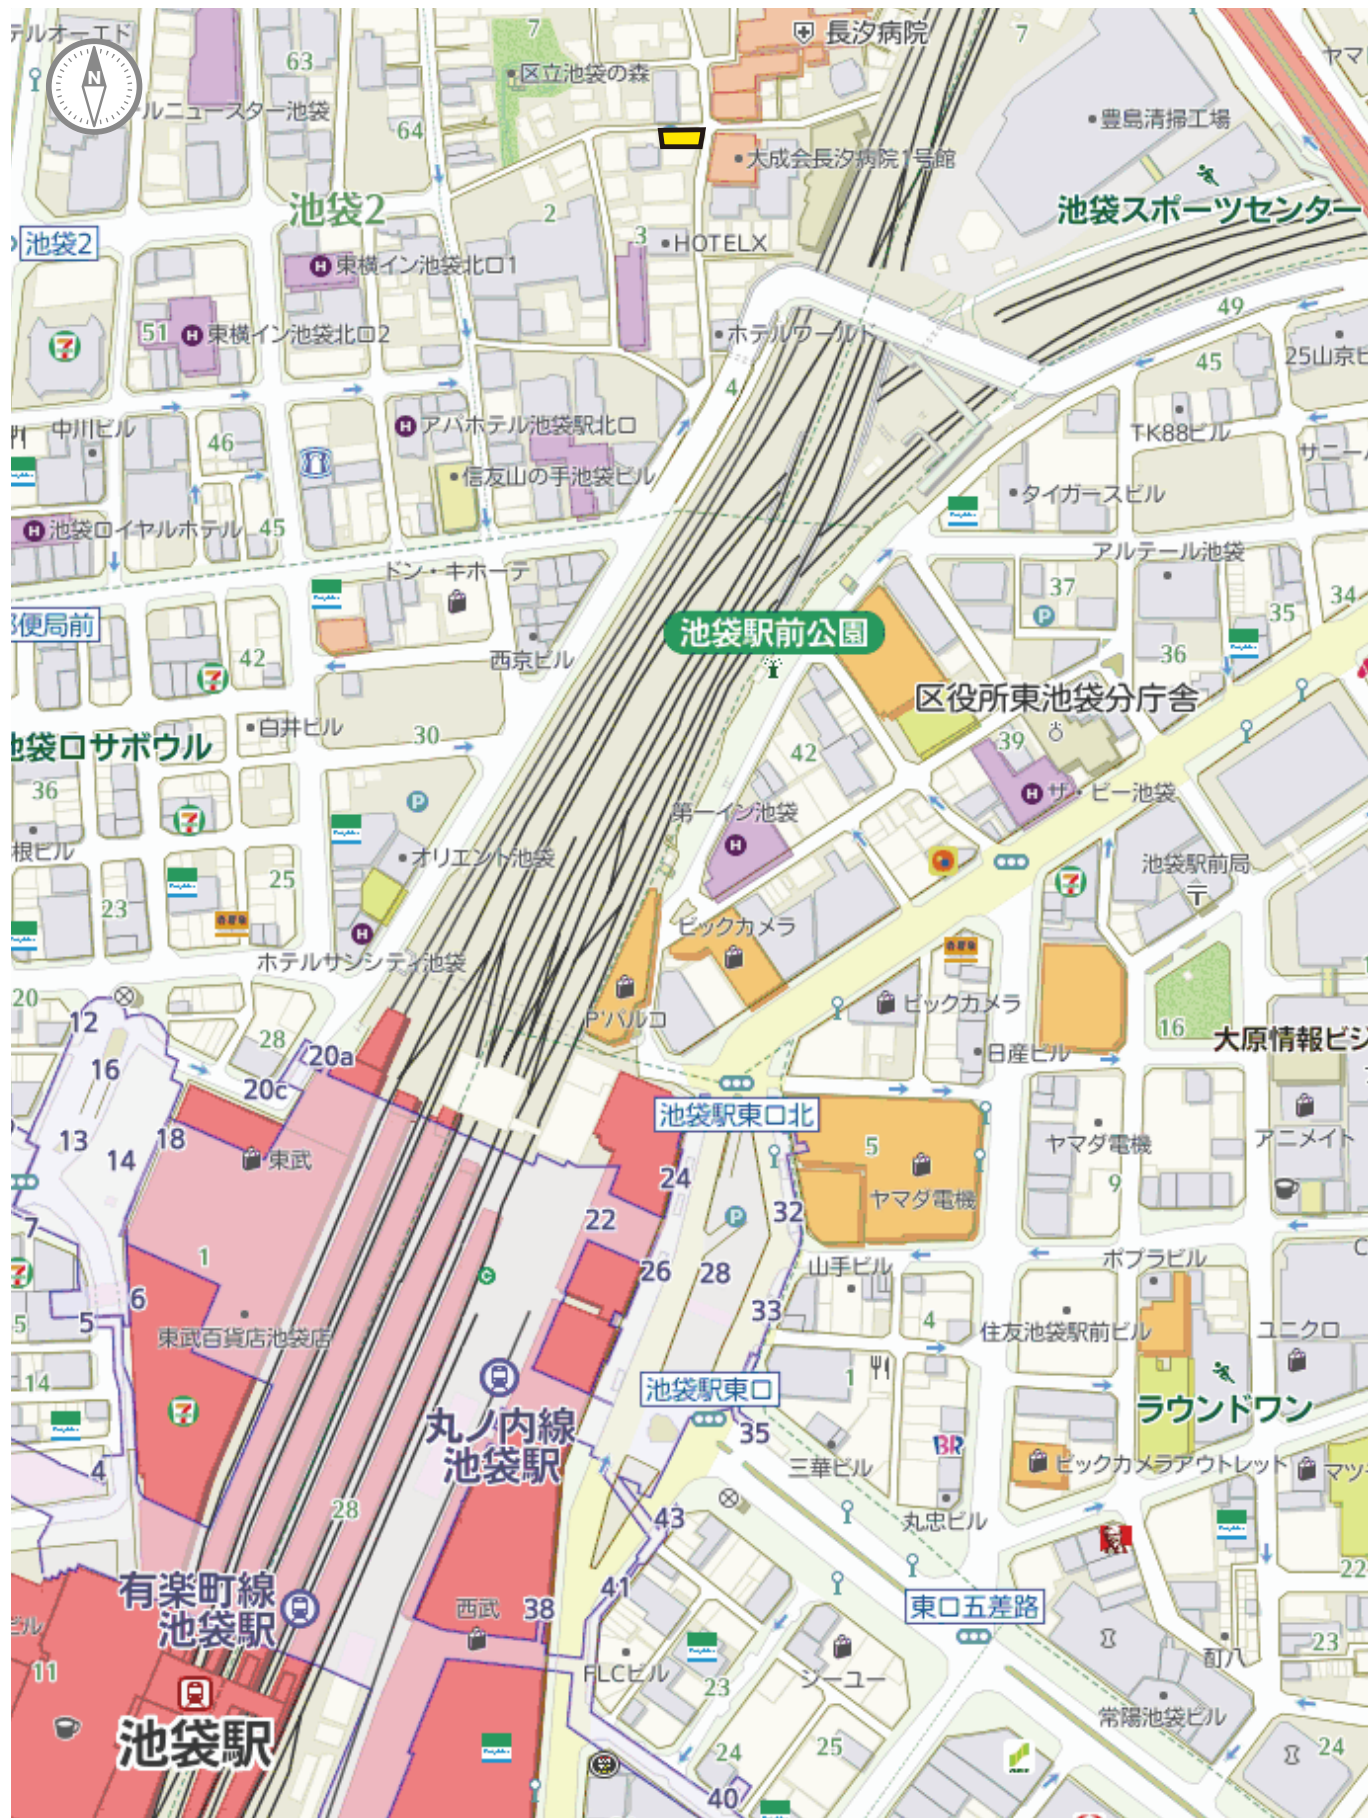 テルオーエド
N
ルニュースター池袋
63
64
7
区立池袋の森
長汐病院
7
ヤマ
豊島清掃工場
大成会長汐病院1号館
池袋スポーツセンター
池袋2
池袋2
2
3
HOTELX
東横イン池袋北口1
51
東横イン池袋北口2
ホテルワールド
49
45
25山京ビ
4
中川ビル
46
アパホテル池袋駅北口
TK88ビル
サニー
信友山の手池袋ビル
タイガースビル
池袋ロイヤルホテル
45
アルテール池袋
ドン・キホーテ
37
35
34
郵便局前
池袋駅前公園
42
西京ビル
36
区役所東池袋分庁舎
白井ビル
30
池袋ロサボウル
42
39
36
第一イン池袋
ザ・ビー池袋
根ビル
オリエント池袋
池袋駅前局
25
23
ビックカメラ
ホテルサンシティ池袋
20
P'パルコ
ビックカメラ
12
28
20a
16
日産ビル
16
大原情報ビジ
20c
池袋駅東口北
13
18
14
東武
5
ヤマダ電機
アニメイト
24
ヤマダ電機
9
7
22
32
1
山手ビル
ポプラビル
26
28
6
33
5
5
東武百貨店池袋店
4
住友池袋駅前ビル
ユニクロ
14
池袋駅東口
1
丸ノ内線
池袋駅
35
ラウンドワン
BR
4
三華ビル
ビックカメラアウトレット
マツ
28
43
丸忠ビル
有楽町線
池袋駅
41
22
西武
38
東口五差路
ビル
11
FLCビル
23
ジーユー
酊八
23
池袋駅
常陽池袋ビル
24
25
24
40